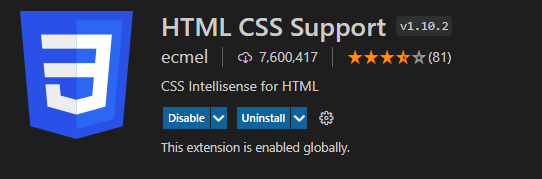 HTML CSS Support v1.10.2
ecmel 7,600,417 (81)
CSS Intellisense for HTML
Disable Uninstall
This extension is enabled globally.